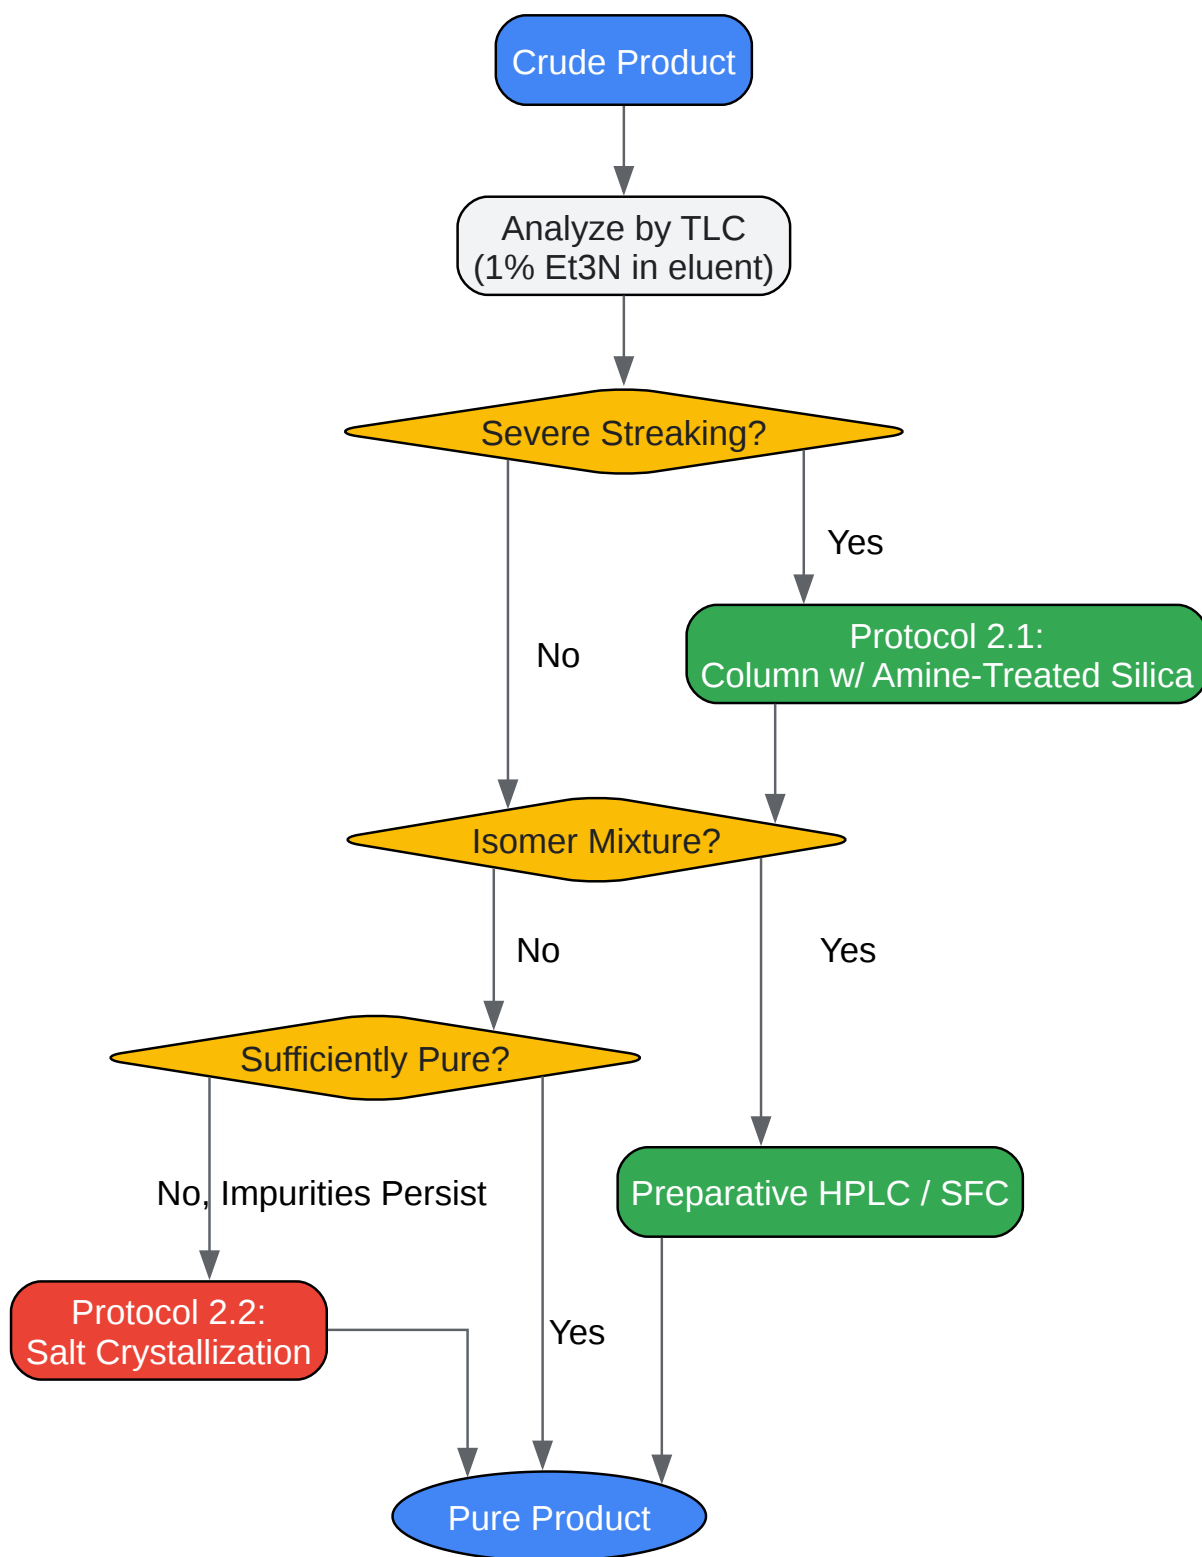 Crude Product
Analyze by TLC
(1% Et3N in eluent)
Severe Streaking?
Yes
No
Protocol 2.1:
Column w/ Amine-Treated Silica
Isomer Mixture?
No
Yes
Sufficiently Pure?
No, Impurities Persist
Preparative HPLC / SFC
Protocol 2.2:
Salt Crystallization
Yes
Pure Product